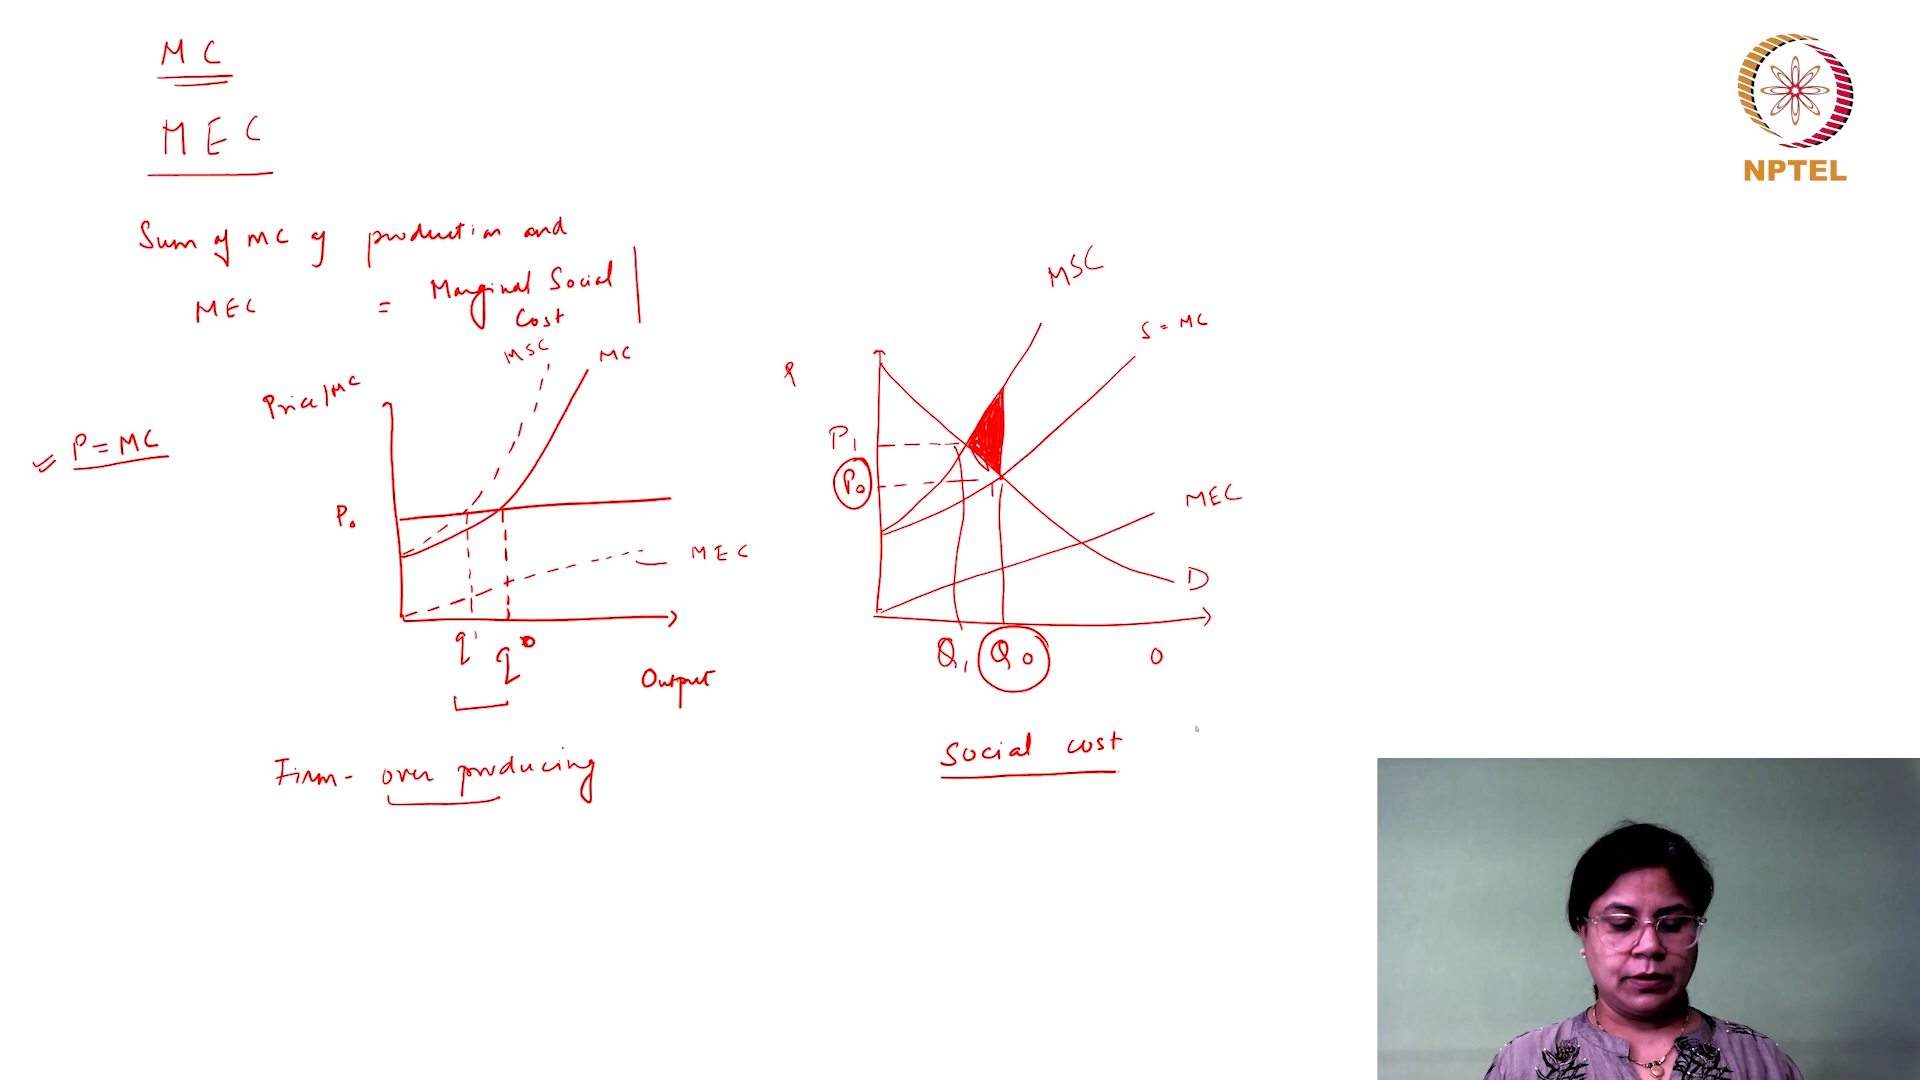 MC
MEC
Sum of MC of production and
MEC = Marginal Social
Cost
MSC
MC
Price/MC
P = MC
P0
MEC
q1
q0
Output
Firm - over producing
MSC
S = MC
P
P1
P0
MEC
D
Q1
Q0
O
Social cost
NPTEL